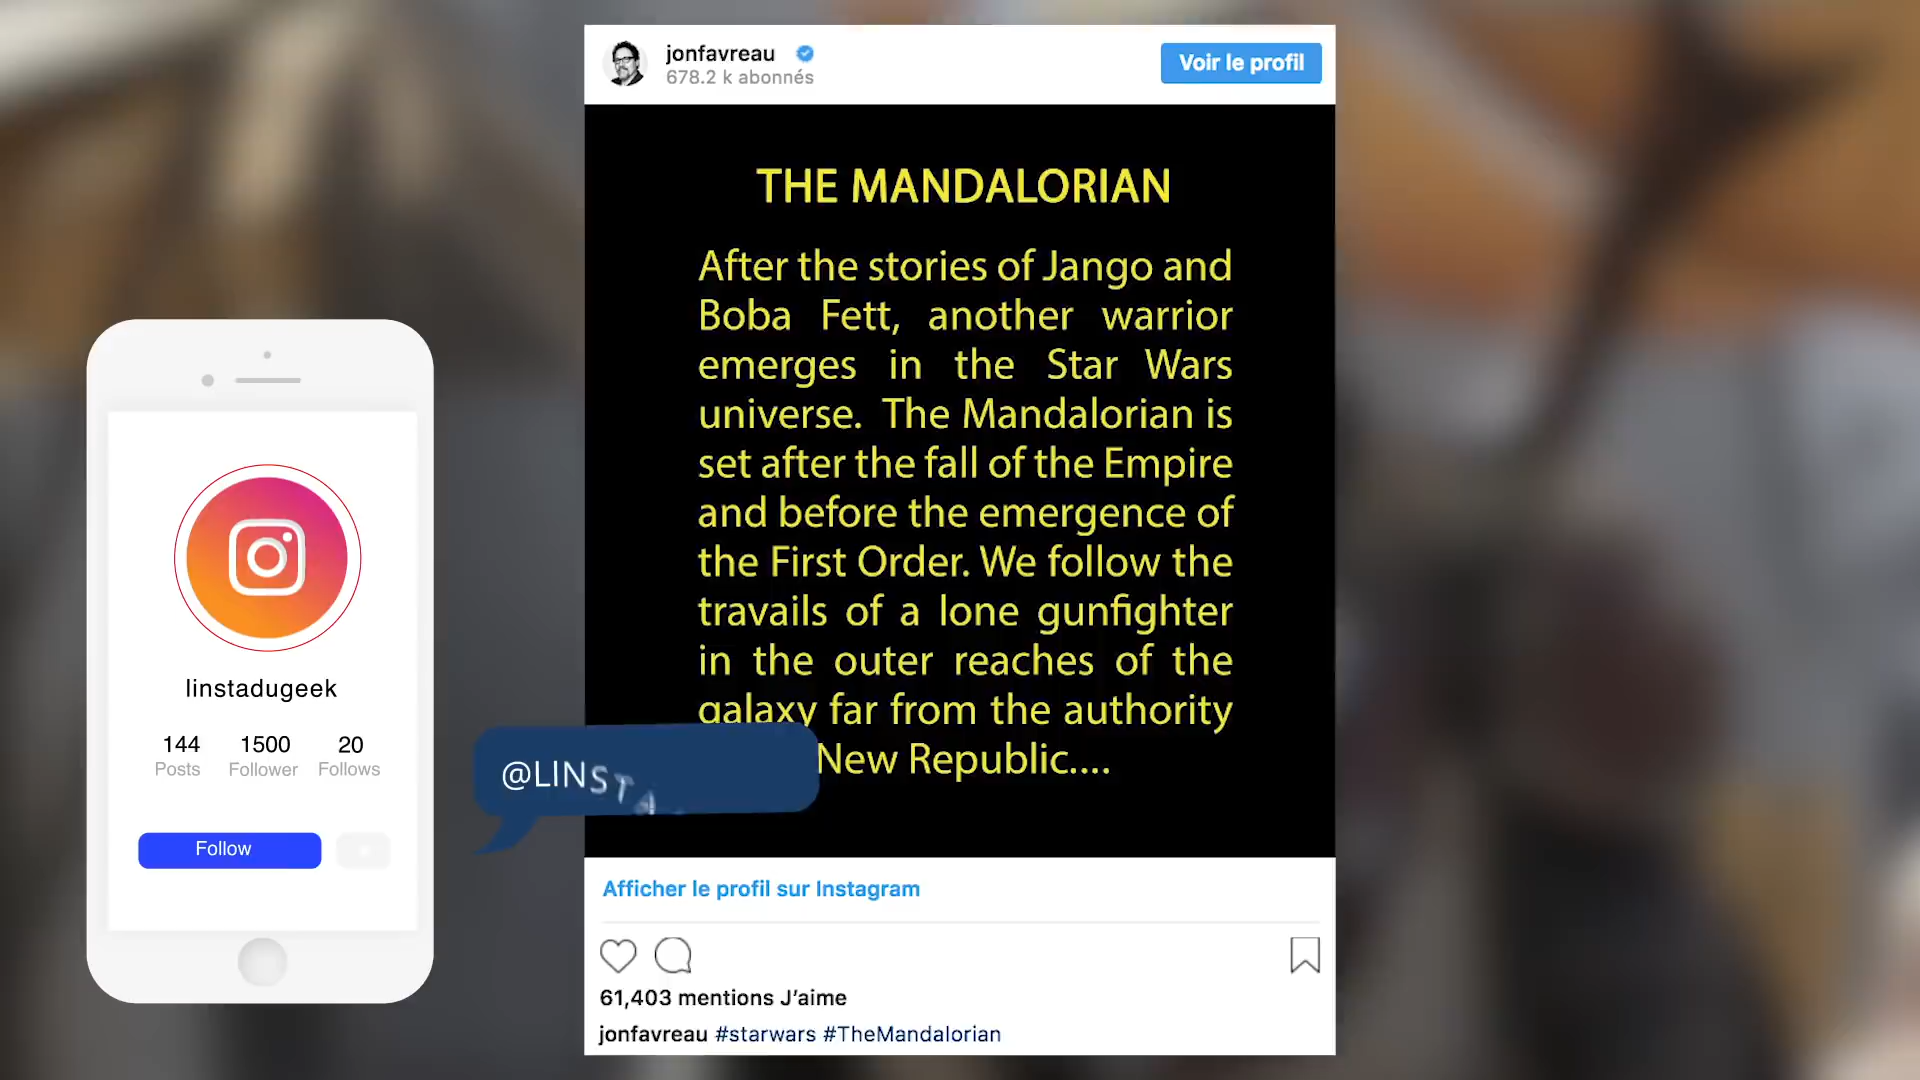 jonfavreau
678.2 k abonnés
Voir le profil
THE MANDALORIAN
After the stories of Jango and
Boba Fett, another warrior
emerges in the Star Wars
universe. The Mandalorian is
set after the fall of the Empire
and before the emergence of
the First Order. We follow the
travails of a lone gunfighter
in the outer reaches of the
galaxy far from the authority
New Republic....
Afficher le profil sur Instagram
61,403 mentions J’aime
jonfavreau #starwars #TheMandalorian
linstadugeek
144 1500 20
Posts Follower Follows
Follow
@LINSTA